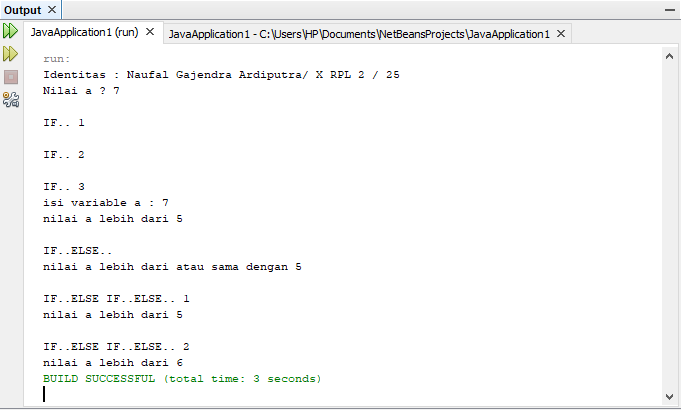 Output
JavaApplication1 (run)
JavaApplication1 - C:\Users\HP\Documents\NetBeansProjects\JavaApplication1
run:
Identitas : Naufal Gajendra Ardiputra/ X RPL 2 / 25
Nilai a ? 7
IF.. 1
IF.. 2
IF.. 3
isi variable a : 7
nilai a lebih dari 5
IF..ELSE..
nilai a lebih dari atau sama dengan 5
IF..ELSE IF..ELSE.. 1
nilai a lebih dari 5
IF..ELSE IF..ELSE.. 2
nilai a lebih dari 6
BUILD SUCCESSFUL (total time: 3 seconds)